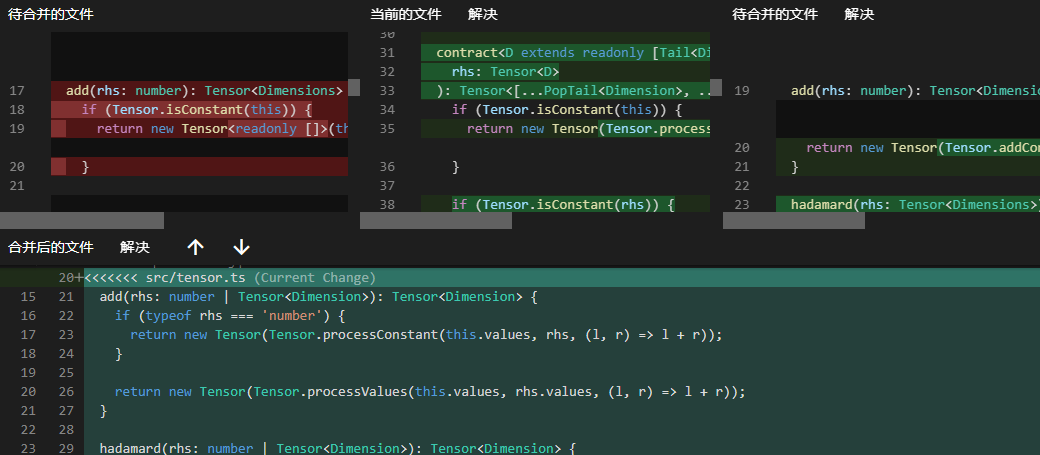 待合并的文件
当前的文件 解决
待合并的文件 解决
17 add(rhs: number): Tensor<Dimensions>
18 if (Tensor.isConstant(this)) {
19 return new Tensor<readonly []>(th
20 }
21
30
31 contract<D extends readonly [Tail<Di
32 rhs: Tensor<D>
33 ): Tensor<[...PopTail<Dimension>, ..
34 if (Tensor.isConstant(this)) {
35 return new Tensor(Tensor.process
36 }
37
38 if (Tensor.isConstant(rhs)) {
19 add(rhs: number): Tensor<Dimension
20 return new Tensor(Tensor.addCon
21 }
22
23 hadamard(rhs: Tensor<Dimensions>)
合并后的文件 解决 ↑ ↓
20+<<<<<<< src/tensor.ts (Current Change)
15 21 add(rhs: number | Tensor<Dimension>): Tensor<Dimension> {
16 22 if (typeof rhs === 'number') {
17 23 return new Tensor(Tensor.processConstant(this.values, rhs, (l, r) => l + r));
18 24 }
19 25
20 26 return new Tensor(Tensor.processValues(this.values, rhs.values, (l, r) => l + r));
21 27 }
22 28
23 29 hadamard(rhs: number | Tensor<Dimension>): Tensor<Dimension> {